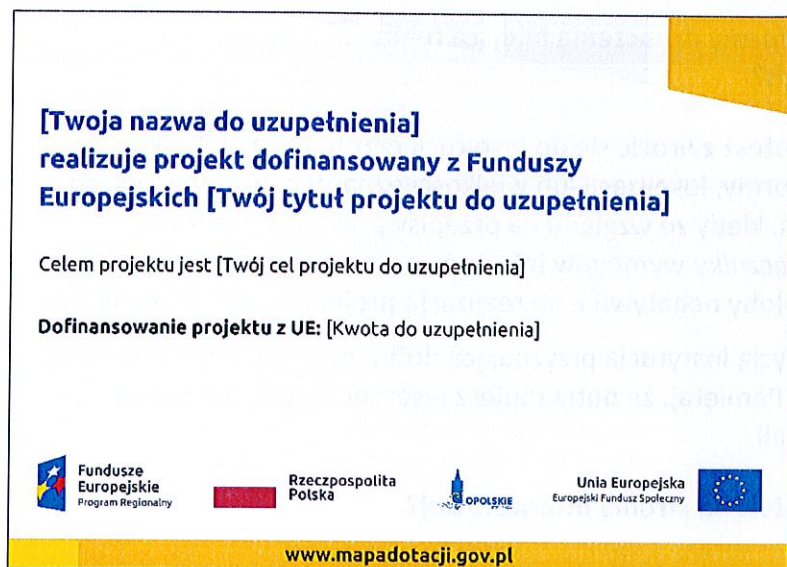 [Twoja nazwa do uzupełnienia]
realizuje projekt dofinansowany z Funduszy
Europejskich [Twój tytuł projektu do uzupełnienia]
Celem projektu jest [Twój cel projektu do uzupełnienia]
Dofinansowanie projektu z UE: [Kwota do uzupełnienia]
Fundusze
Europejskie
Program Regionalny
Rzeczpospolita
Polska
OPOLSKIE
Unia Europejska
Europejski Fundusz Społeczny
www.mapadotacji.gov.pl